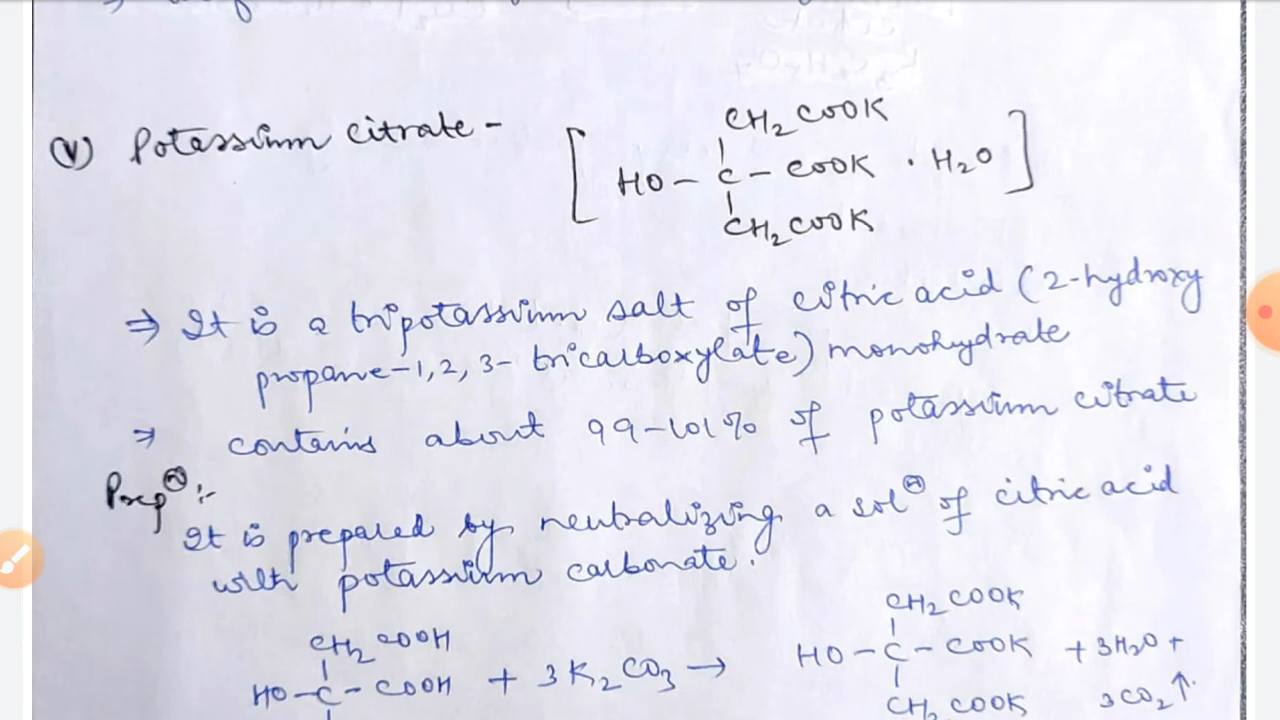 (V) Potassium citrate - [ CH2COOK
HO - C - COOK . H2O ]
CH2COOK
⇒ It is a tripotassium salt of citric acid (2-hydroxy
propane-1,2,3- tricarboxylate) monohydrate
⇒ contains about 99-101% of potassium citrate
Prepⁿ :-
It is prepared by neutralizing a solⁿ of citric acid
with potassium carbonate.
CH2COOH CH2COOK
HO-C-COOH + 3K2CO3 → HO-C-COOK + 3H2O +
CH2COOK 3CO2↑.